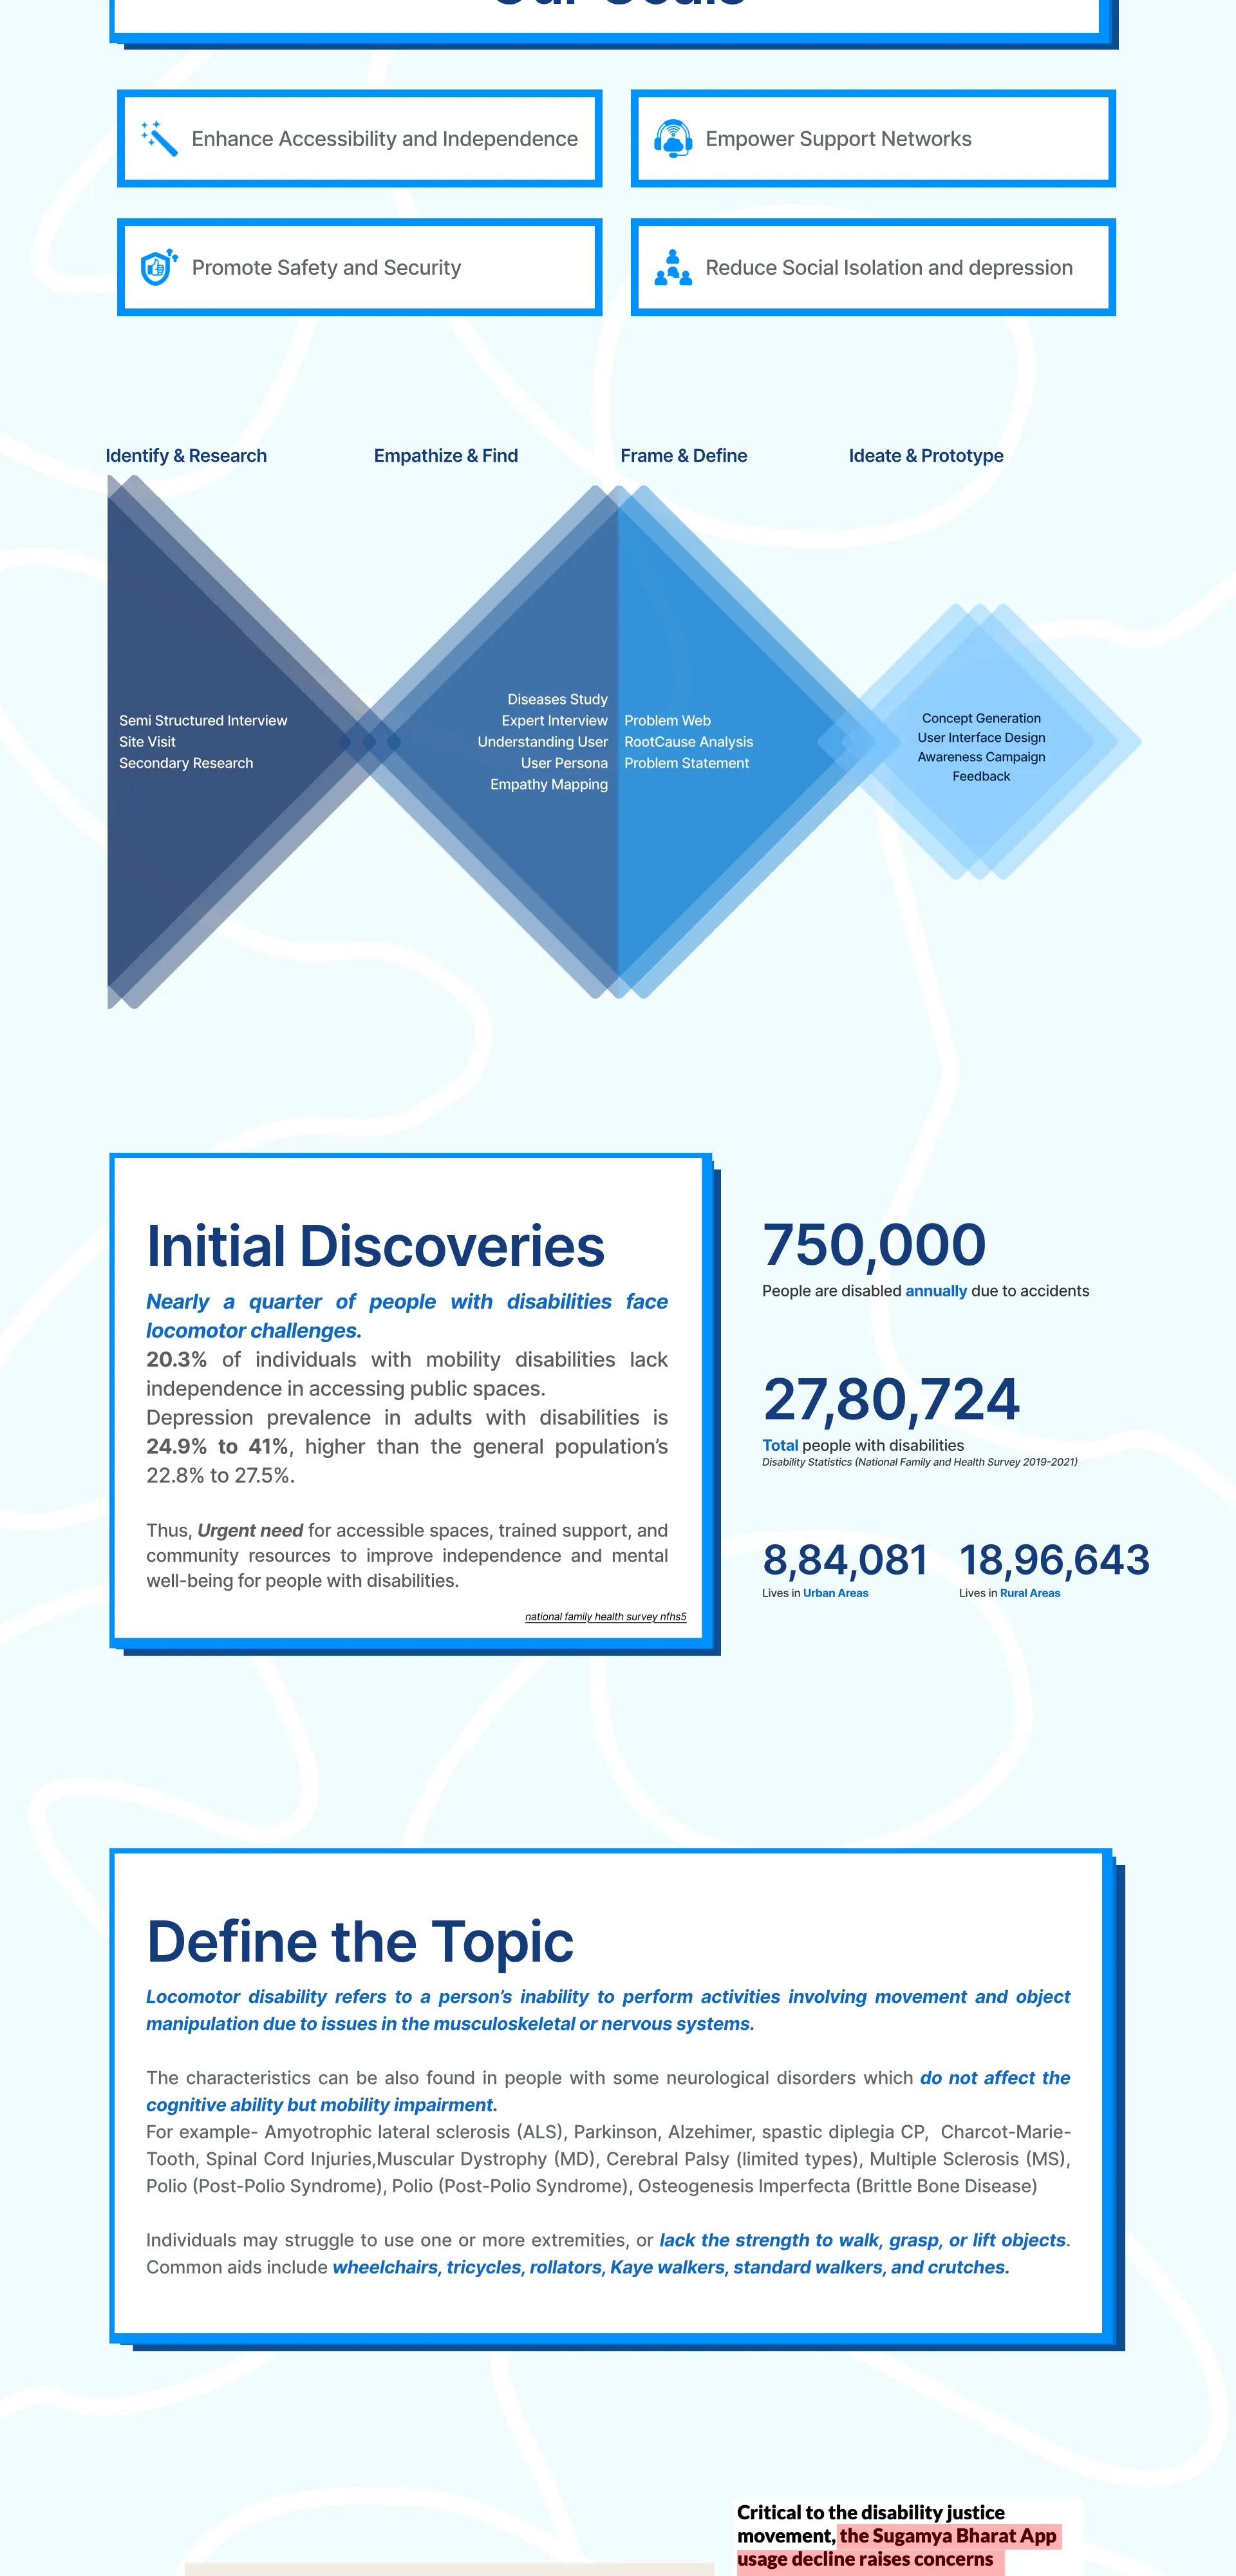 Our Goals
Enhance Accessibility and Independence
Empower Support Networks
Promote Safety and Security
Reduce Social Isolation and depression
Identify & Research
Empathize & Find
Frame & Define
Ideate & Prototype
Semi Structured Interview
Site Visit
Secondary Research
Diseases Study
Expert Interview
Understanding User
User Persona
Empathy Mapping
Problem Web
RootCause Analysis
Problem Statement
Concept Generation
User Interface Design
Awareness Campaign
Feedback
Initial Discoveries
Nearly a quarter of people with disabilities face
locomotor challenges.
20.3% of individuals with mobility disabilities lack
independence in accessing public spaces.
Depression prevalence in adults with disabilities is
24.9% to 41%, higher than the general population’s
22.8% to 27.5%.
Thus, Urgent need for accessible spaces, trained support, and
community resources to improve independence and mental
well-being for people with disabilities.
national family health survey nfhs5
750,000
People are disabled annually due to accidents
27,80,724
Total people with disabilities
Disability Statistics (National Family and Health Survey 2019-2021)
8,84,081
Lives in Urban Areas
18,96,643
Lives in Rural Areas
Define the Topic
Locomotor disability refers to a person’s inability to perform activities involving movement and object
manipulation due to issues in the musculoskeletal or nervous systems.
The characteristics can be also found in people with some neurological disorders which do not affect the
cognitive ability but mobility impairment.
For example- Amyotrophic lateral sclerosis (ALS), Parkinson, Alzehimer, spastic diplegia CP, Charcot-Marie-
Tooth, Spinal Cord Injuries,Muscular Dystrophy (MD), Cerebral Palsy (limited types), Multiple Sclerosis (MS),
Polio (Post-Polio Syndrome), Polio (Post-Polio Syndrome), Osteogenesis Imperfecta (Brittle Bone Disease)
Individuals may struggle to use one or more extremities, or lack the strength to walk, grasp, or lift objects.
Common aids include wheelchairs, tricycles, rollators, Kaye walkers, standard walkers, and crutches.
Critical to the disability justice
movement, the Sugamya Bharat App
usage decline raises concerns